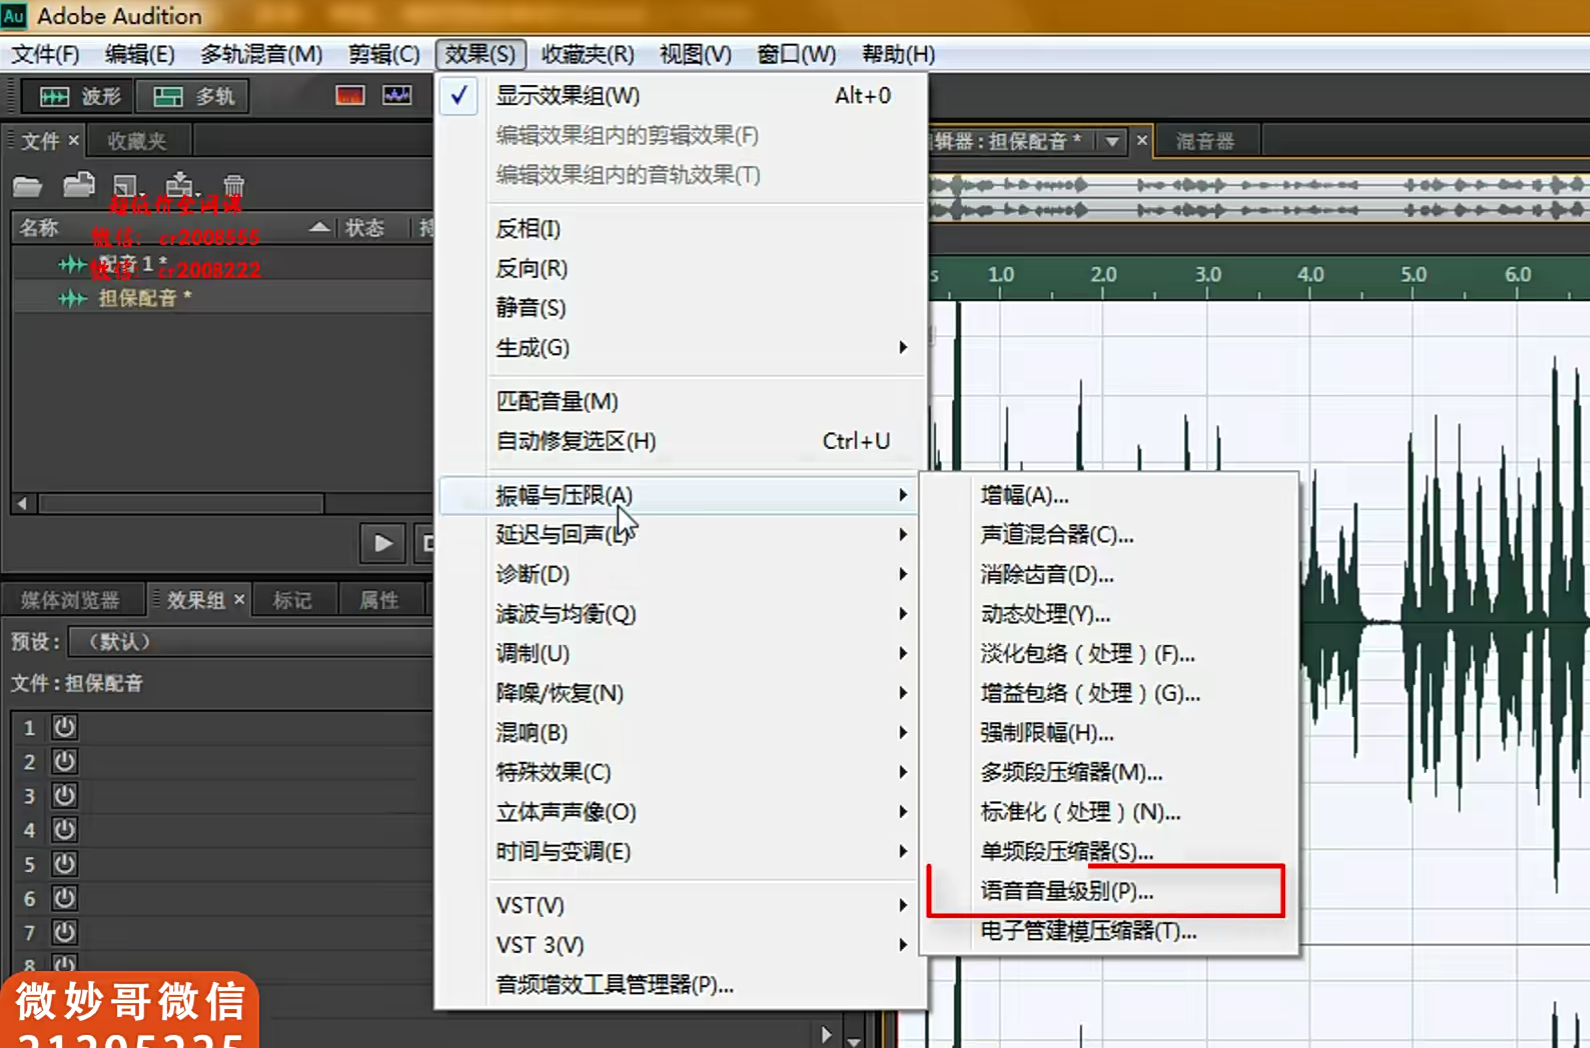 Au Adobe Audition
文件(F) 编辑(E) 多轨混音(M) 剪辑(C) 效果(S) 收藏夹(R) 视图(V) 窗口(W) 帮助(H)
波形 多轨
显示效果组(W) Alt+0
编辑效果组内的剪辑效果(F)
编辑效果组内的音轨效果(T)
反相(I)
反向(R)
静音(S)
生成(G)
匹配音量(M)
自动修复选区(H) Ctrl+U
振幅与压限(A)
延迟与回声(L)
诊断(D)
滤波与均衡(Q)
调制(U)
降噪/恢复(N)
混响(B)
特殊效果(C)
立体声声像(O)
时间与变调(E)
VST(V)
VST 3(V)
音频增效工具管理器(P)...
增幅(A)...
声道混合器(C)...
消除齿音(D)...
动态处理(Y)...
淡化包络(处理)(F)...
增益包络(处理)(G)...
强制限幅(H)...
多频段压缩器(M)...
标准化(处理)(N)...
单频段压缩器(S)...
语音音量级别(P)...
电子管建模压缩器(T)...
文件 × 收藏夹
超低价全词课
名称 状态 持
微信: cr2008555
配音 1 *
微信: cr2008222
担保配音 *
媒体浏览器 效果组 × 标记 属性
预设: (默认)
文件:担保配音
1
2
3
4
5
6
7
8
辑器:担保配音 * × 混音器
s 1.0 2.0 3.0 4.0 5.0 6.0
微妙哥微信
21295235